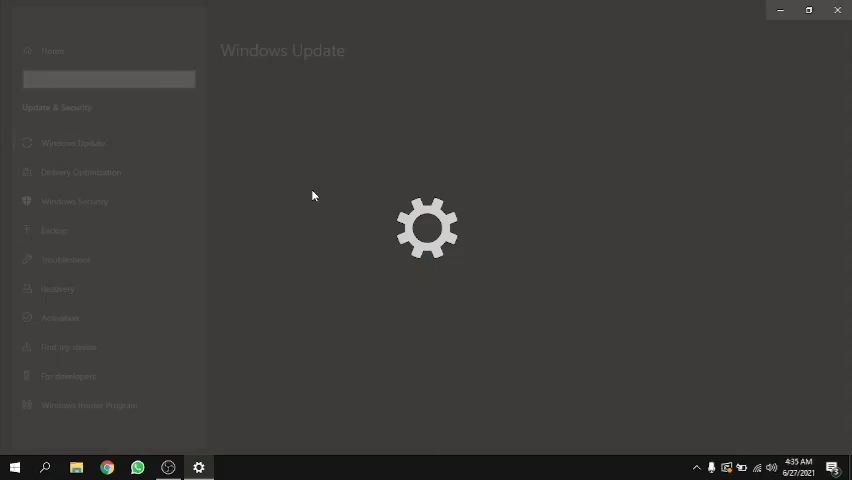 Home
Windows Update
Update & Security
Windows Update
Delivery Optimization
Windows Security
Backup
Troubleshoot
Recovery
Activation
Find my device
For developers
Windows Insider Program
4:35 AM
6/27/2021
3